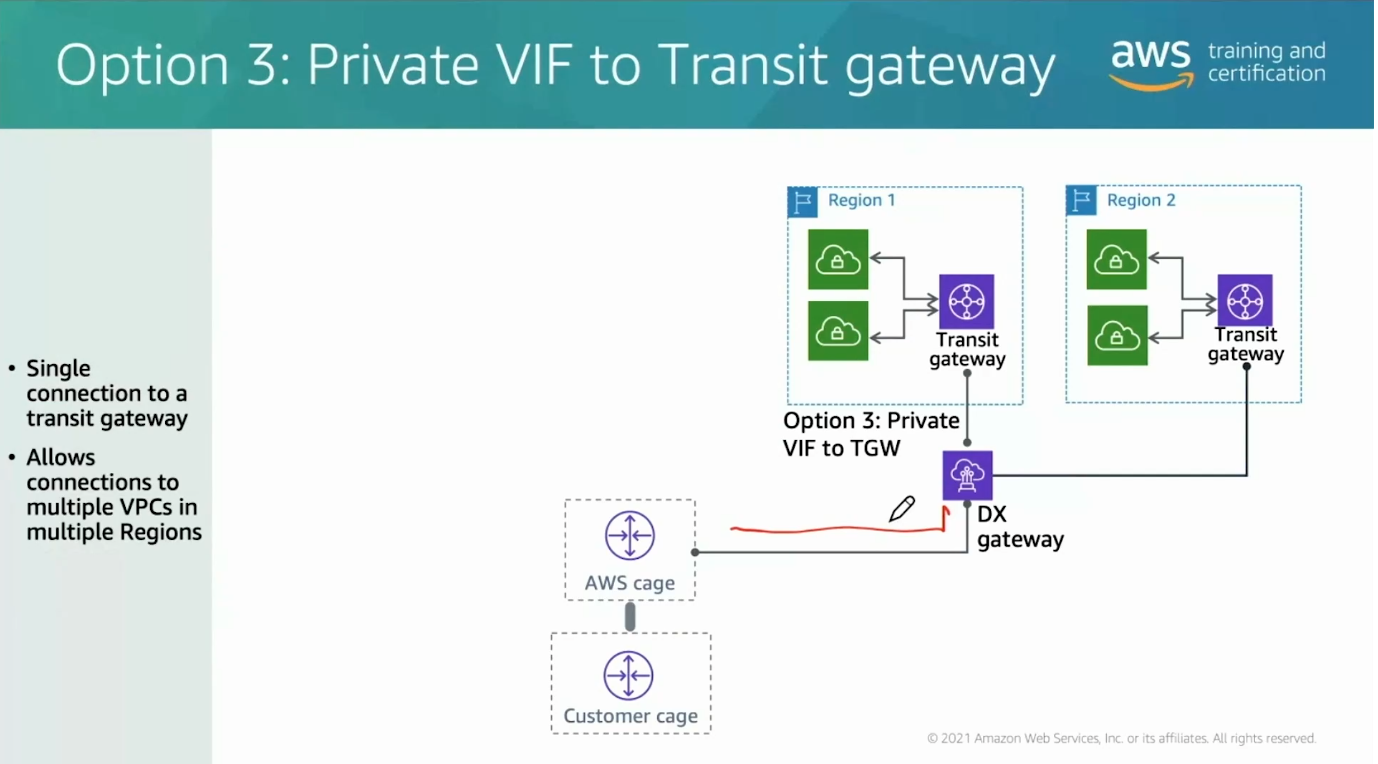 Option 3: Private VIF to Transit gateway
aws training and
certification
Region 1
Region 2
Transit
gateway
Transit
gateway
• Single
connection to a
transit gateway
• Allows
connections to
multiple VPCs in
multiple Regions
Option 3: Private
VIF to TGW
DX
gateway
AWS cage
Customer cage
© 2021 Amazon Web Services, Inc. or its affiliates. All rights reserved.